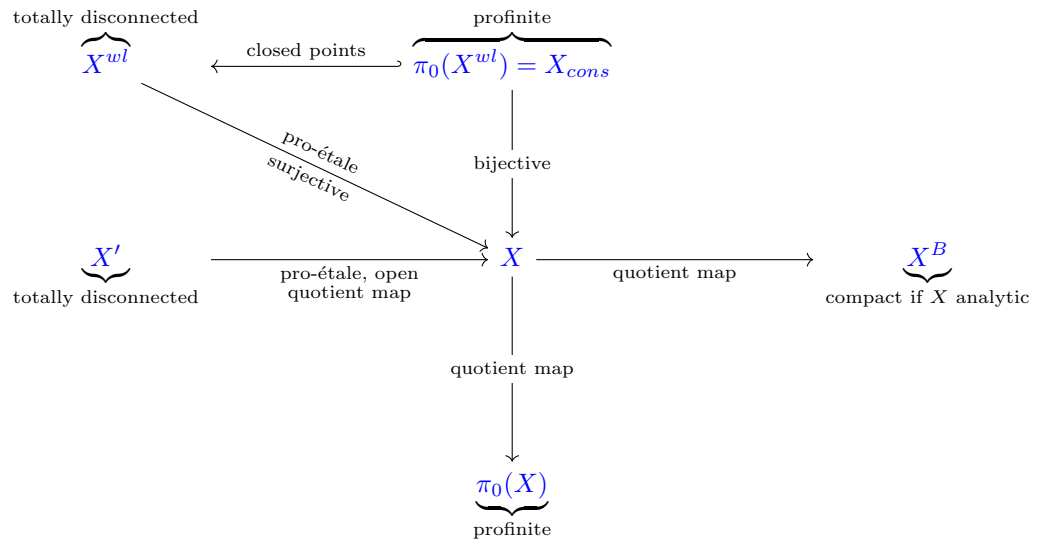 totally disconnected
profinite
X^{wl}
closed points
π_0(X^{wl}) = X_{cons}
pro-étale
surjective
bijective
X′
X
X^B
pro-étale, open
quotient map
quotient map
totally disconnected
compact if X analytic
quotient map
π_0(X)
profinite